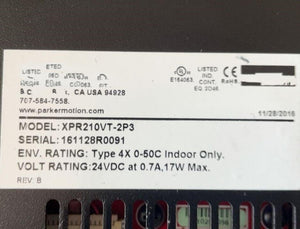 LISTED
LISTED
E164063,
EQ.2046.
CA USA 94928
707-584-7558.
www.parkermotion.com
11/28/2016
MODEL: XPR210VT-2P3
SERIAL: 161128R0091
ENV. RATING: Type 4X 0-50C Indoor Only.
VOLT RATING: 24VDC at 0.7A,17W Max.
REV B